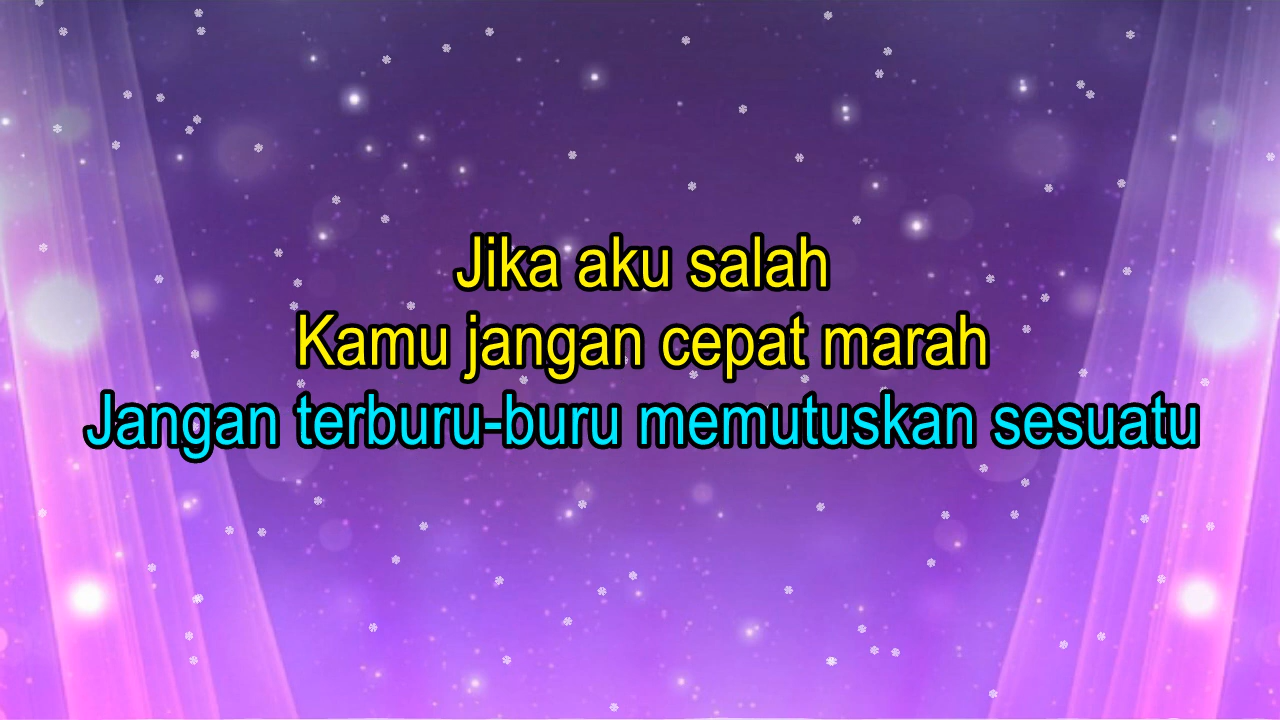 Jika aku salah
Kamu jangan cepat marah
Jangan terburu-buru memutuskan sesuatu